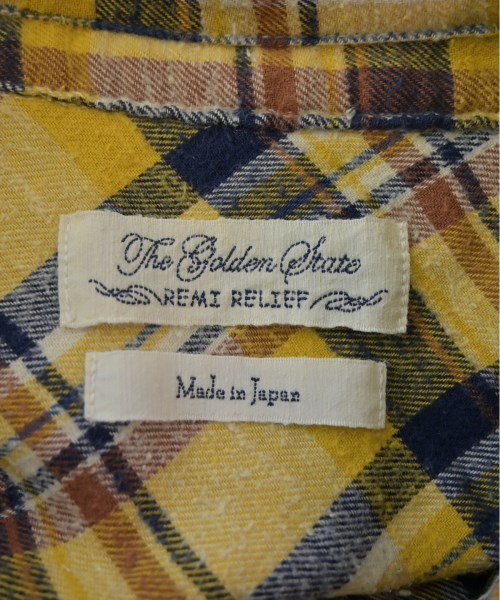 The Golden State
REMI RELIEF
Made in Japan